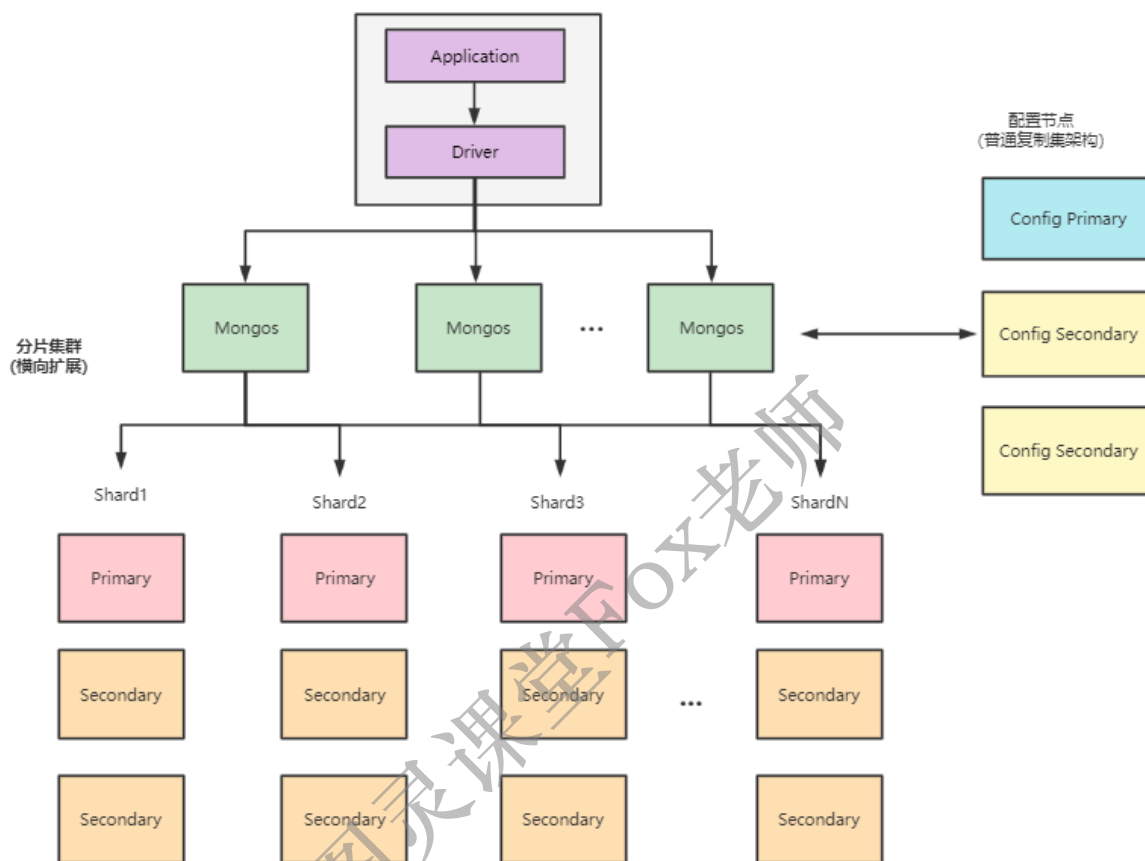 Application
Driver
配置节点
(普通复制集架构)
Config Primary
Mongos
Mongos
...
Mongos
Config Secondary
分片集群
(横向扩展)
Config Secondary
Shard1
Shard2
Shard3
ShardN
Primary
Primary
Primary
Primary
Secondary
Secondary
Secondary
...
Secondary
Secondary
Secondary
Secondary
Secondary
图灵课堂Fox老师